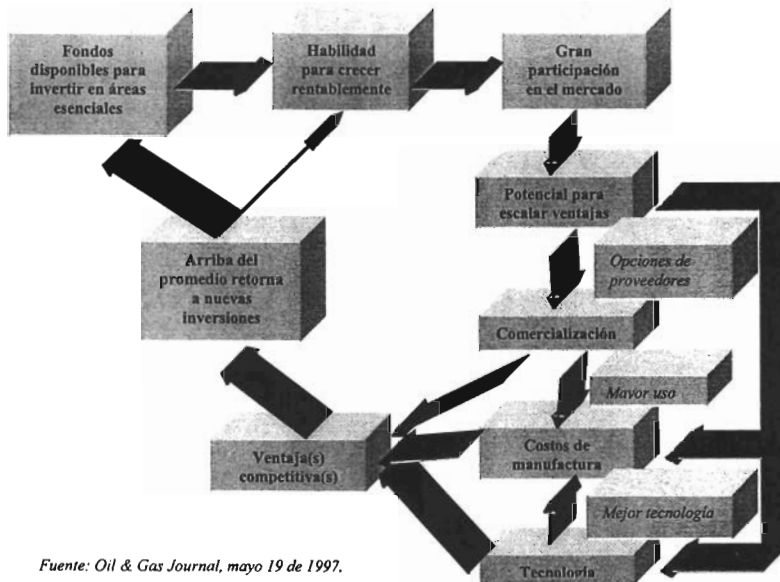 Fondos
disponibles para
invertir en áreas
esenciales
Habilidad
para crecer
rentablemente
Gran
participación
en el mercado
Potencial para
escalar ventajas
Opciones de
proveedores
Arriba del
promedio retorna
a nuevas
inversiones
Comercialización
Mayor uso
Ventaja(s)
competitiva(s)
Costos de
manufactura
Mejor tecnología
Tecnología
Fuente: Oil & Gas Journal, mayo 19 de 1997.